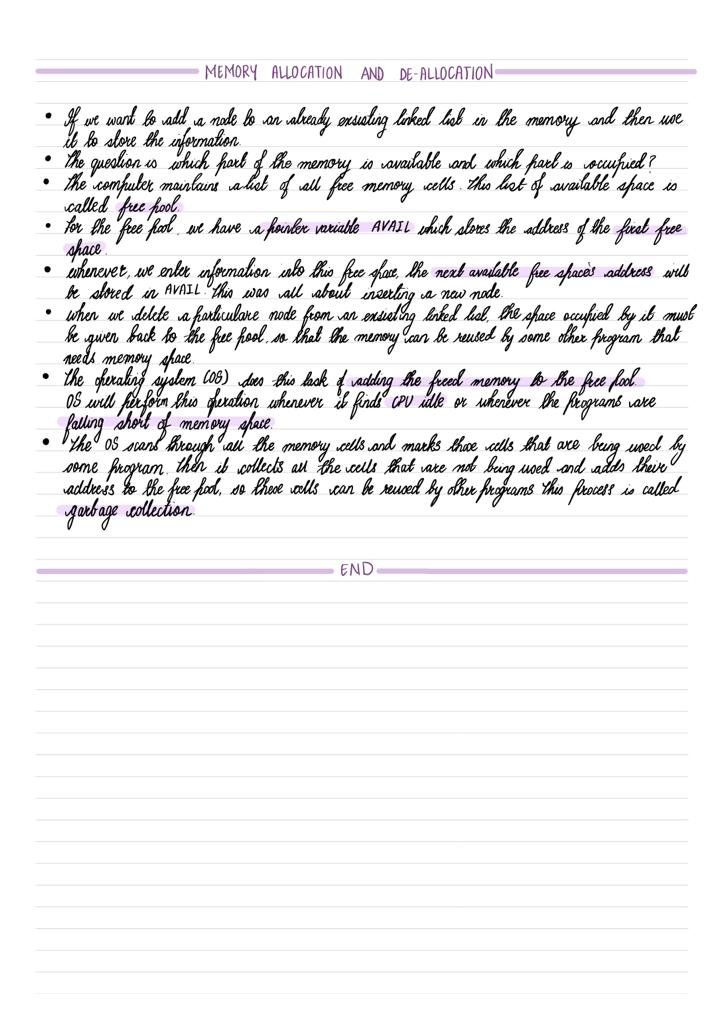 MEMORY ALLOCATION AND DE-ALLOCATION
• If we want to add a node to an already exsisting linked list in the memory and then use
it to store the information.
• The question is which part of the memory is available and which part is occupied?
• The computer maintains a list of all free memory cells. This list of available space is
called free pool.
• For the free pool, we have a pointer variable AVAIL which stores the address of the first free
space.
• whenever, we enter information into this free space, the next available free space's address will
be stored in AVAIL. This was all about inserting a new node.
• when we delete a particulare node from an exsisting linked list, the space occupied by it must
be given back to the free pool, so that the memory can be reused by some other program that
needs memory space.
• The operating system (OS) does this task of adding the freed memory to the free pool.
OS will perform this operation whenever it finds CPU idle or whenever the programs are
falling short of memory space.
• The OS scans through all the memory cells and marks those cells that are being used by
some program. Then it collects all the cells that are not being used and adds their
address to the free pool, so these cells can be reused by other programs. This process is called
garbage collection.
END